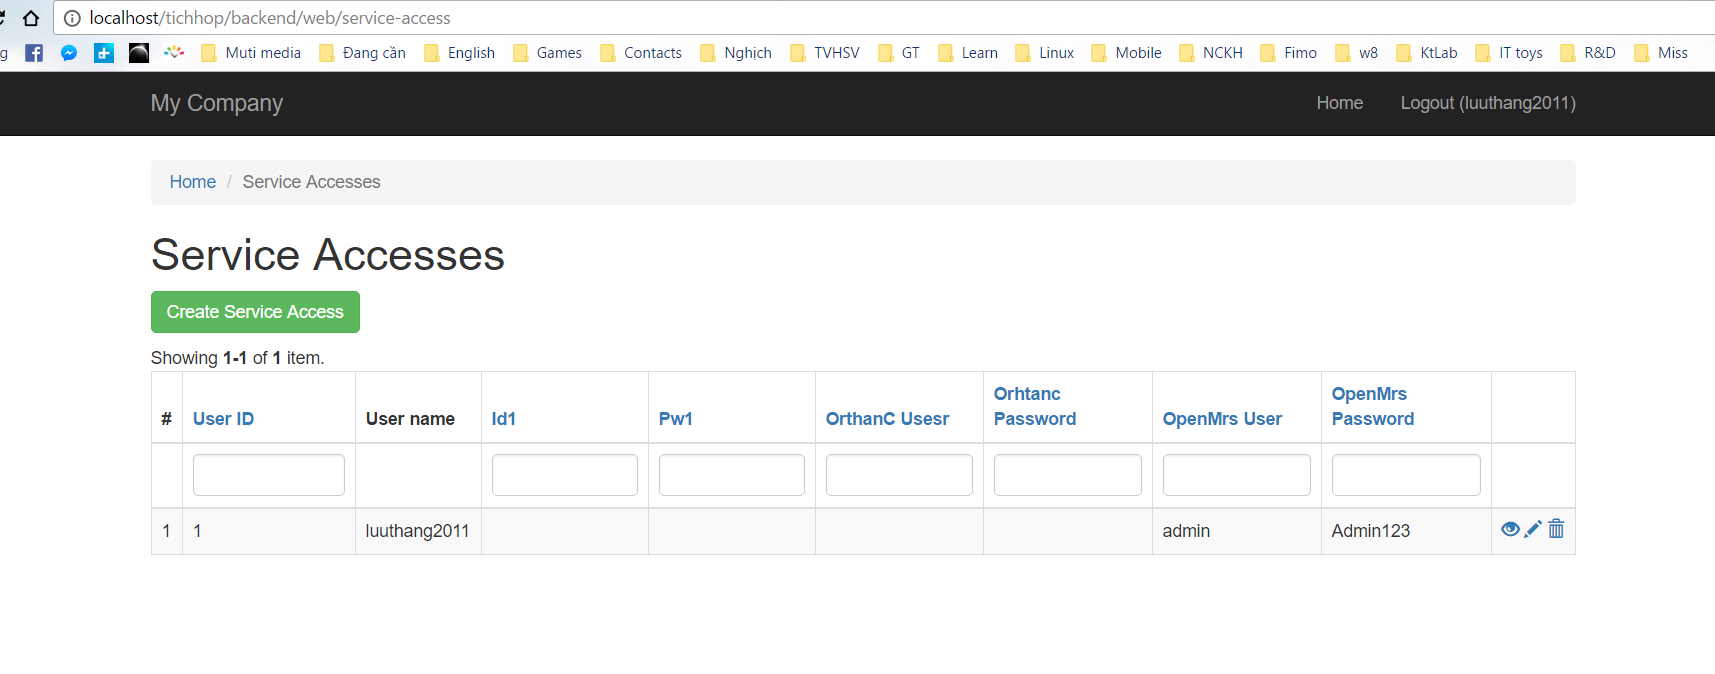 localhost/tichhop/backend/web/service-access
g Muti media Đang cần English Games Contacts Nghịch TVHSV GT Learn Linux Mobile NCKH Fimo w8 KtLab IT toys R&D Miss
My Company Home Logout (luuthang2011)
Home / Service Accesses
Service Accesses
Create Service Access
Showing 1-1 of 1 item.
# User ID User name Id1 Pw1 OrthanC Usesr Orhtanc Password OpenMrs User OpenMrs Password
1 1 luuthang2011 admin Admin123